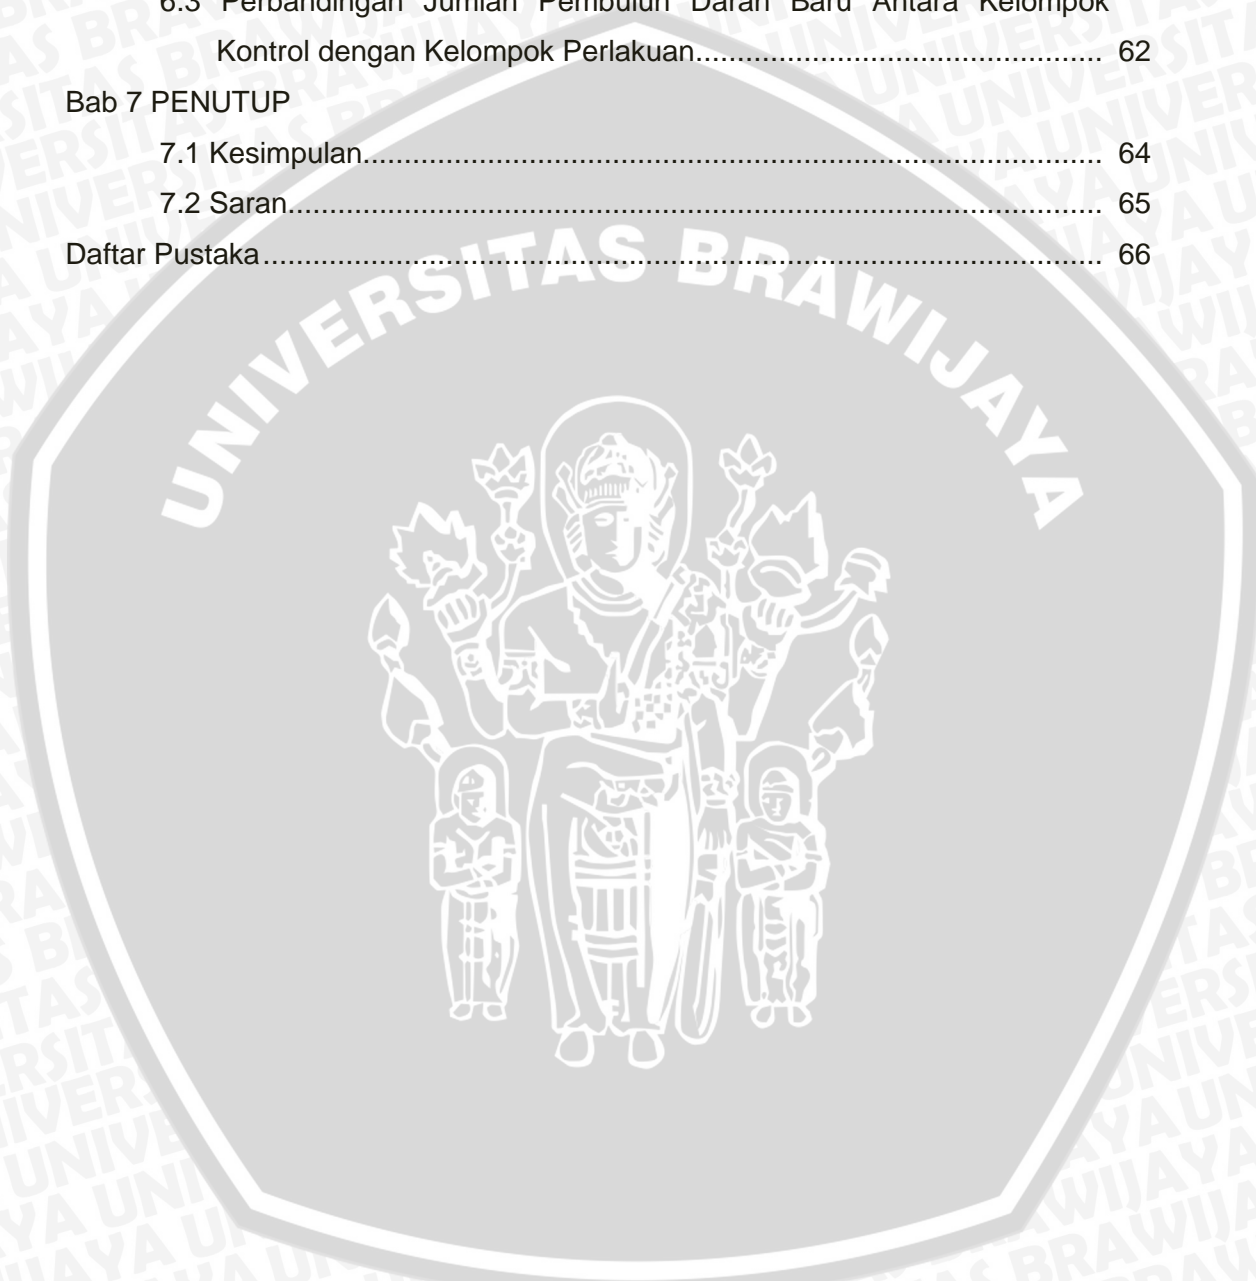 6.3 Perbandingan Jumlah Pembuluh Darah Baru Antara Kelompok
Kontrol dengan Kelompok Perlakuan................................................. 62
Bab 7 PENUTUP
7.1 Kesimpulan......................................................................................... 64
7.2 Saran.................................................................................................. 65
Daftar Pustaka..................................................................................................... 66
UNIVERSITAS BRAWIJAYA